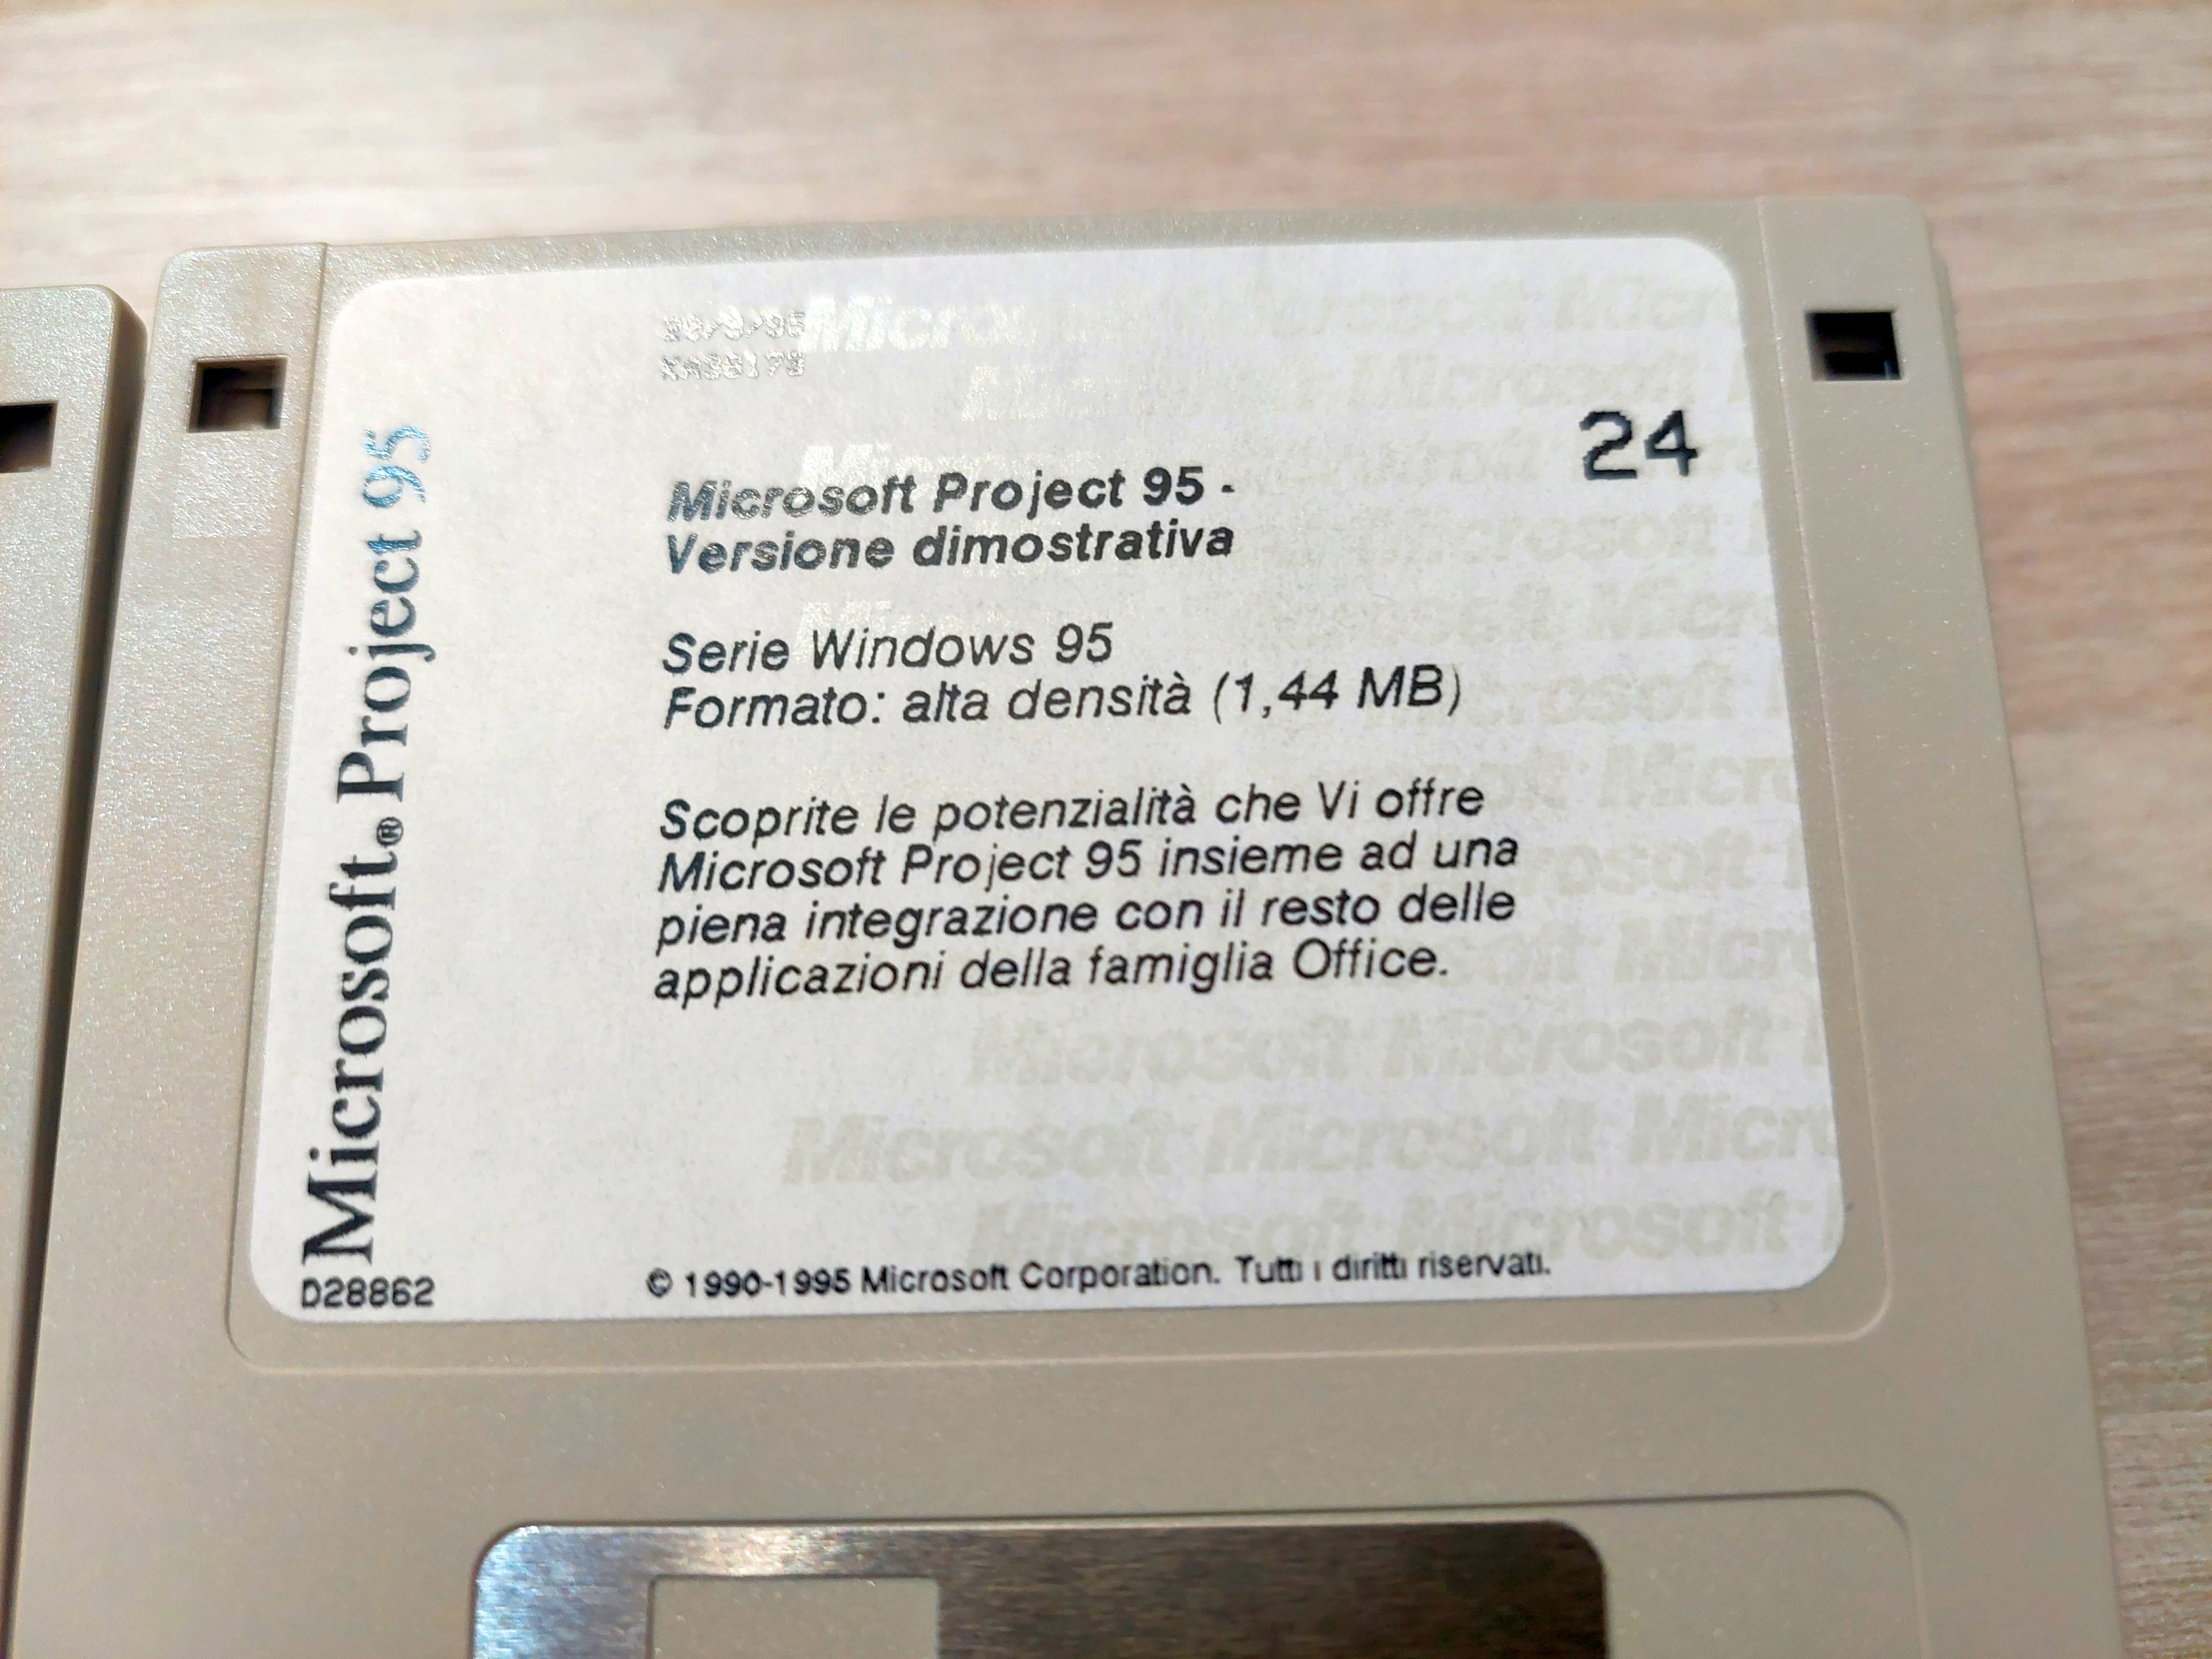 Microsoft® Project 95
24
Microsoft Project 95 -
Versione dimostrativa
Serie Windows 95
Formato: alta densità (1,44 MB)
Scoprite le potenzialità che Vi offre
Microsoft Project 95 insieme ad una
piena integrazione con il resto delle
applicazioni della famiglia Office.
D28862
© 1990-1995 Microsoft Corporation. Tutti i diritti riservati.